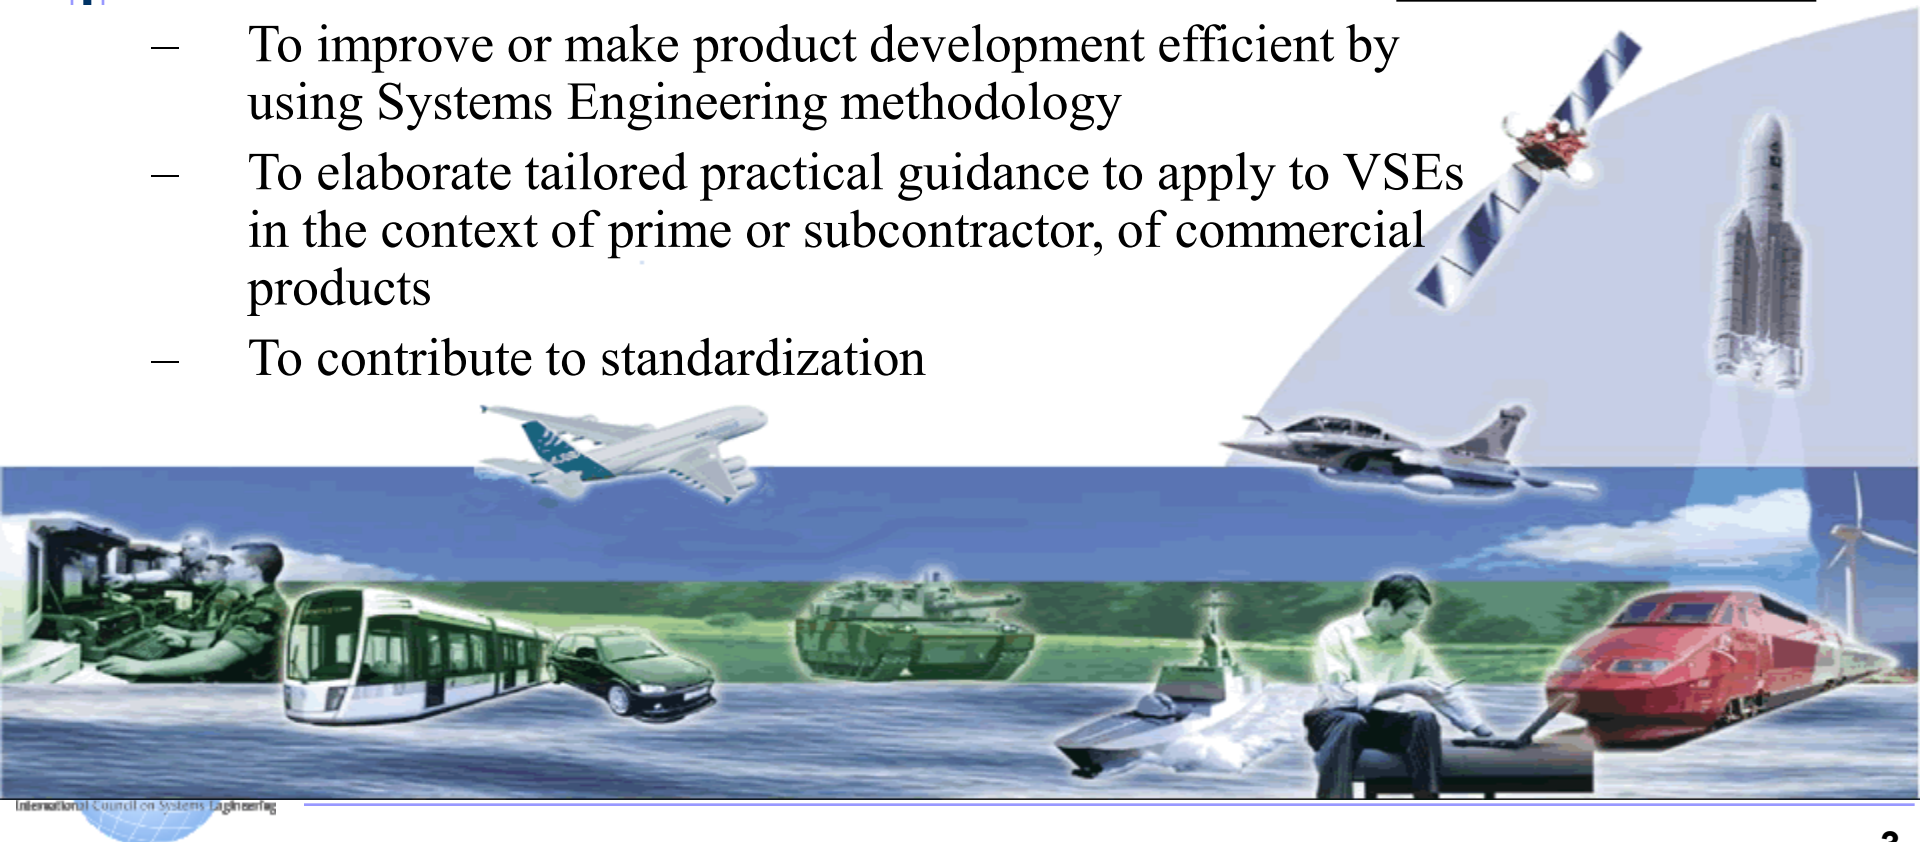 – To improve or make product development efficient by
using Systems Engineering methodology
– To elaborate tailored practical guidance to apply to VSEs
in the context of prime or subcontractor, of commercial
products
– To contribute to standardization
International Council on Systems Engineering